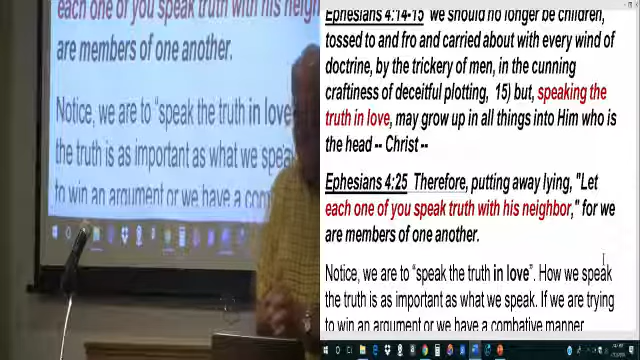 each one of you speak truth with his neigh
are members of one another.
Notice, we are to "speak the truth in love
the truth is as important as what we spea
to win an argument or we have a comb
Ephesians 4:14-15 we should no longer be children,
tossed to and fro and carried about with every wind of
doctrine, by the trickery of men, in the cunning
craftiness of deceitful plotting, 15) but, speaking the
truth in love, may grow up in all things into Him who is
the head -- Christ --
Ephesians 4:25 Therefore, putting away lying, "Let
each one of you speak truth with his neighbor," for we
are members of one another.
Notice, we are to "speak the truth in love". How we speak
the truth is as important as what we speak. If we are trying
to win an argument or we have a combative manner